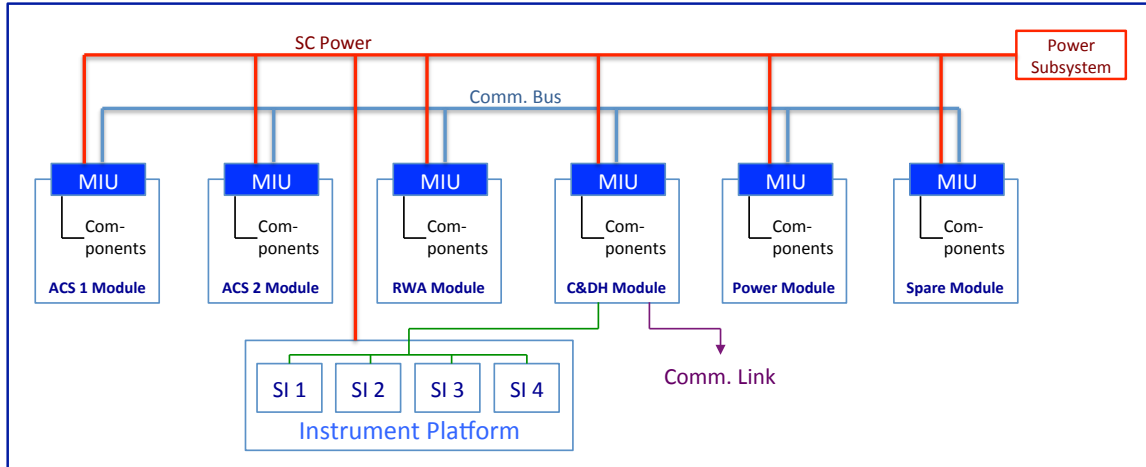 SC Power
Power
Subsystem
Comm. Bus
MIU
MIU
MIU
MIU
MIU
MIU
Com-
ponents
Com-
ponents
Com-
ponents
Com-
ponents
Com-
ponents
Com-
ponents
ACS 1 Module
ACS 2 Module
RWA Module
C&DH Module
Power Module
Spare Module
SI 1
SI 2
SI 3
SI 4
Comm. Link
Instrument Platform